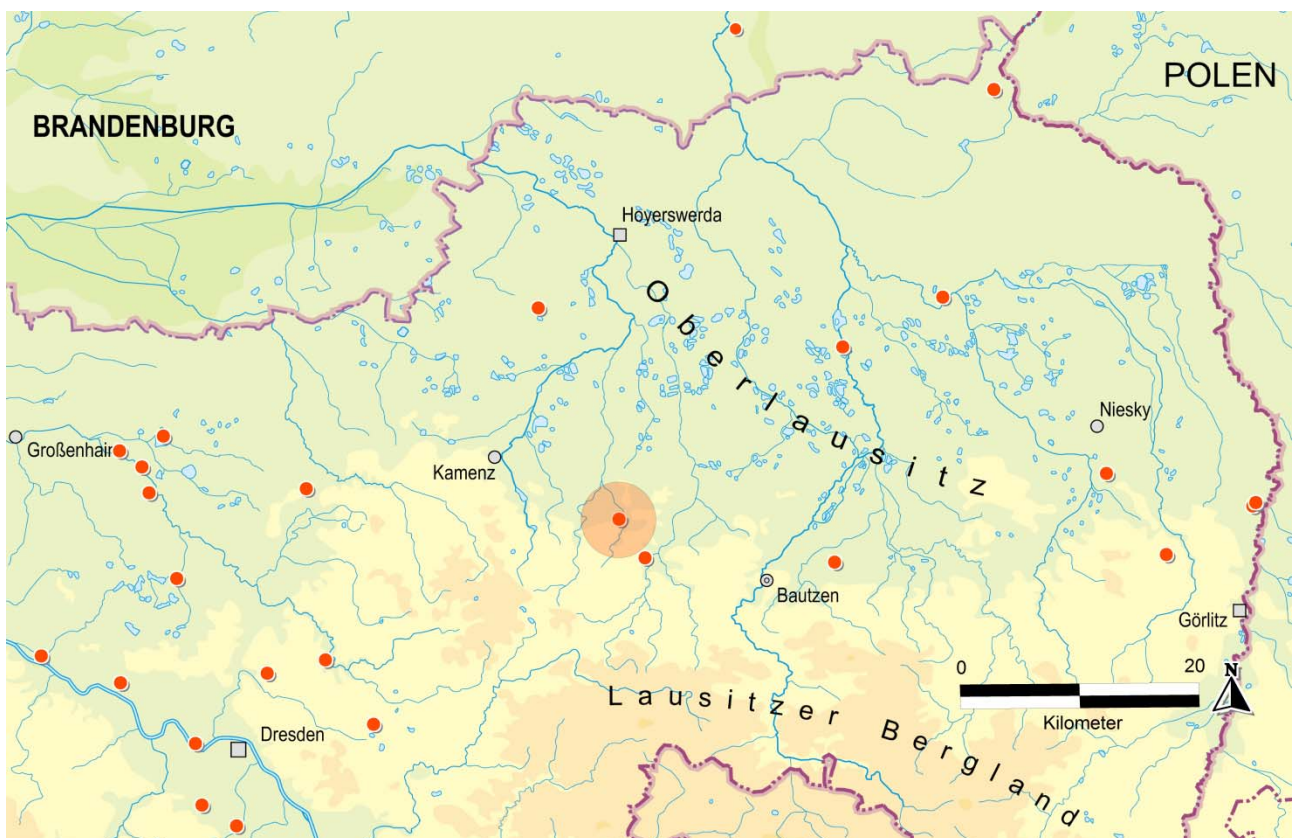 POLEN
BRANDENBURG
Hoyerswerda
Oberlausitz
Niesky
Großenhain
Kamenz
Bautzen
Görlitz
0 20
N
Kilometer
Lausitzer Bergland
Dresden